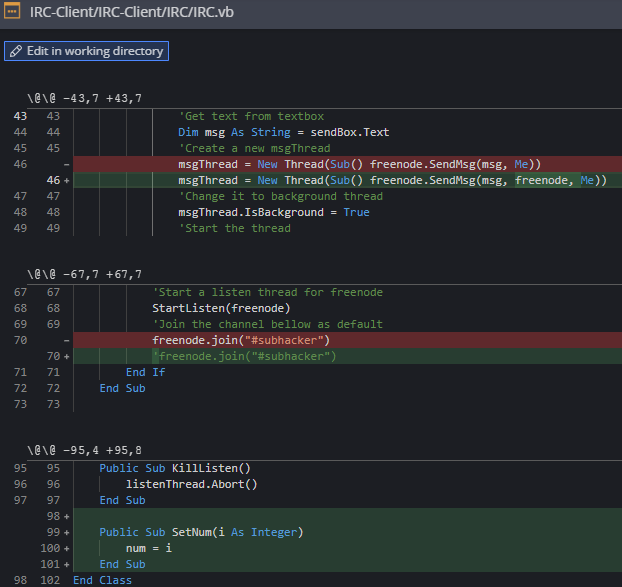 IRC-Client/IRC-Client/IRC/IRC.vb
Edit in working directory
\@\@ -43,7 +43,7
43 43 'Get text from textbox
44 44 Dim msg As String = sendBox.Text
45 45 'Create a new msgThread
46 - msgThread = New Thread(Sub() freenode.SendMsg(msg, Me))
46 + msgThread = New Thread(Sub() freenode.SendMsg(msg, freenode, Me))
47 47 'Change it to background thread
48 48 msgThread.IsBackground = True
49 49 'Start the thread
\@\@ -67,7 +67,7
67 67 'Start a listen thread for freenode
68 68 StartListen(freenode)
69 69 'Join the channel bellow as default
70 - freenode.join("#subhacker")
70 + 'freenode.join("#subhacker")
71 71 End If
72 72 End Sub
73 73
\@\@ -95,4 +95,8
95 95 Public Sub KillListen()
96 96 listenThread.Abort()
97 97 End Sub
98 +
99 + Public Sub SetNum(i As Integer)
100 + num = i
101 + End Sub
98 102 End Class